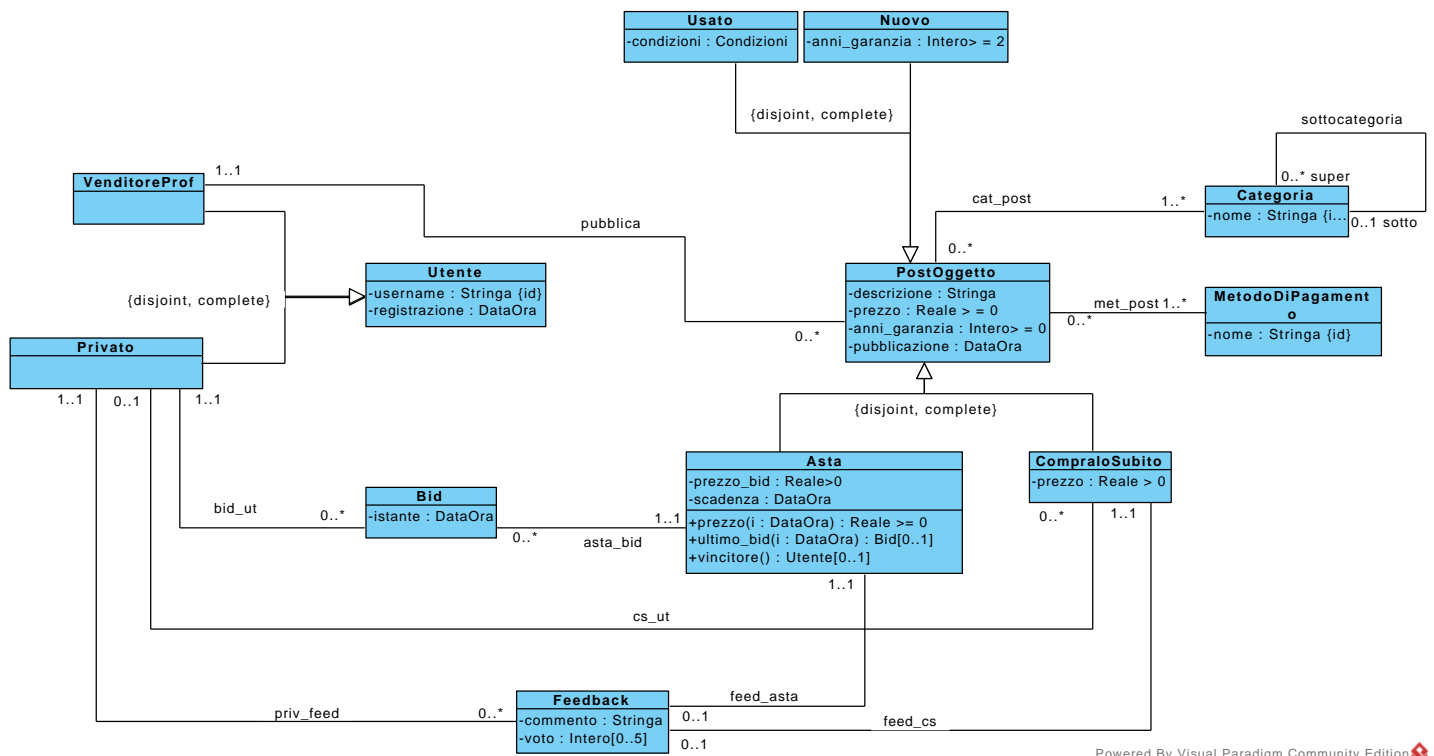 Usato
-condizioni : Condizioni
Nuovo
-anni_garanzia : Intero> = 2
{disjoint, complete}
sottocategoria
0..* super
Categoria
-nome : Stringa {i...
0..1 sotto
cat_post
1..*
0..*
VenditoreProf
1..1
pubblica
0..*
Utente
-username : Stringa {id}
-registrazione : DataOra
{disjoint, complete}
PostOggetto
-descrizione : Stringa
-prezzo : Reale > = 0
-anni_garanzia : Intero> = 0
-pubblicazione : DataOra
met_post
1..*
0..*
MetodoDiPagament
o
-nome : Stringa {id}
Privato
1..1
0..1
1..1
{disjoint, complete}
Asta
-prezzo_bid : Reale>0
-scadenza : DataOra
+prezzo(i : DataOra) : Reale >= 0
+ultimo_bid(i : DataOra) : Bid[0..1]
+vincitore() : Utente[0..1]
CompraloSubito
-prezzo : Reale > 0
Bid
-istante : DataOra
bid_ut
0..*
0..*
asta_bid
1..1
0..*
1..1
1..1
cs_ut
Feedback
-commento : Stringa
-voto : Intero[0..5]
priv_feed
0..*
feed_asta
0..1
feed_cs
0..1
Powered By Visual Paradigm Community Edition